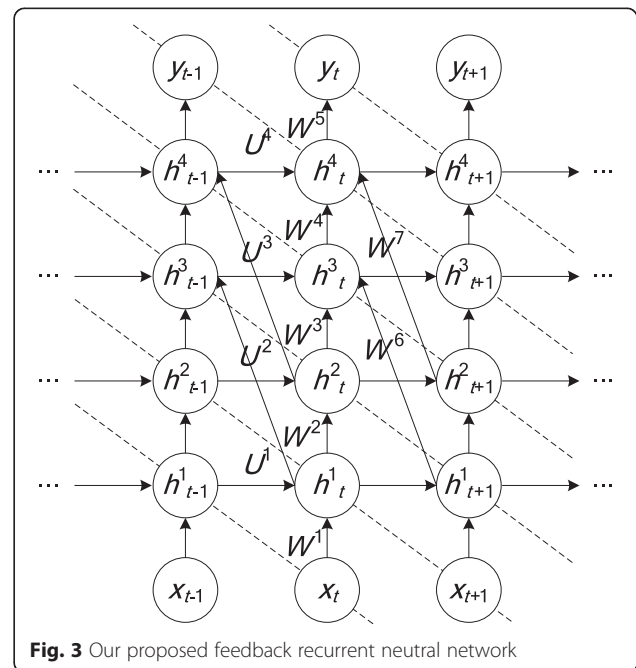 y_{t-1} y_t y_{t+1}
U^4 W^5
... h^4_{t-1} h^4_t h^4_{t+1} ...
U^3 W^4 W^7
... h^3_{t-1} h^3_t h^3_{t+1} ...
U^2 W^3 W^6
... h^2_{t-1} h^2_t h^2_{t+1} ...
U^1 W^2
... h^1_{t-1} h^1_t h^1_{t+1} ...
W^1
x_{t-1} x_t x_{t+1}
Fig. 3 Our proposed feedback recurrent neutral network